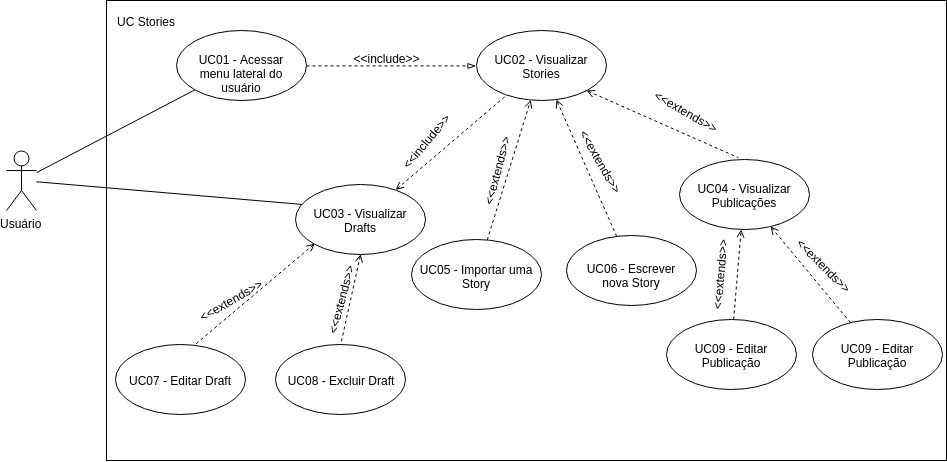 UC Stories
UC01 - Acessar
menu lateral do
usuário
<<include>>
UC02 - Visualizar
Stories
<<extends>>
<<include>>
<<extends>>
<<extends>>
Usuário
UC03 - Visualizar
Drafts
UC04 - Visualizar
Publicações
UC05 - Importar uma
Story
UC06 - Escrever
nova Story
<<extends>>
<<extends>>
<<extends>>
<<extends>>
UC07 - Editar Draft
UC08 - Excluir Draft
UC09 - Editar
Publicação
UC09 - Editar
Publicação